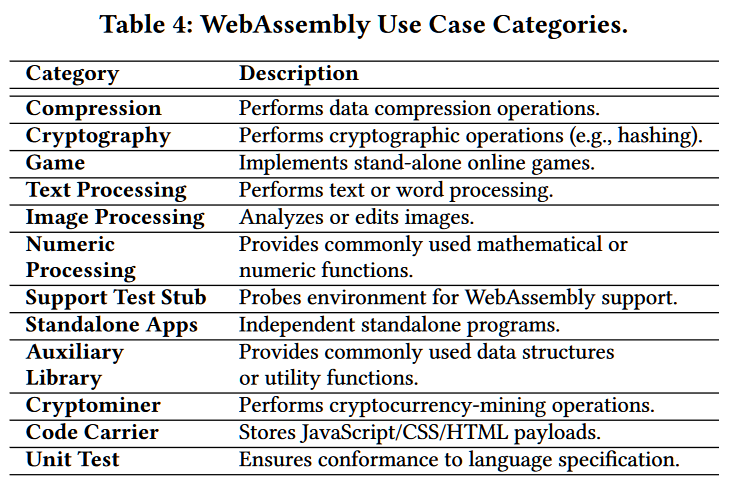 Table 4: WebAssembly Use Case Categories.
Category Description
Compression Performs data compression operations.
Cryptography Performs cryptographic operations (e.g., hashing).
Game Implements stand-alone online games.
Text Processing Performs text or word processing.
Image Processing Analyzes or edits images.
Numeric Provides commonly used mathematical or
Processing numeric functions.
Support Test Stub Probes environment for WebAssembly support.
Standalone Apps Independent standalone programs.
Auxiliary Provides commonly used data structures
Library or utility functions.
Cryptominer Performs cryptocurrency-mining operations.
Code Carrier Stores JavaScript/CSS/HTML payloads.
Unit Test Ensures conformance to language specification.